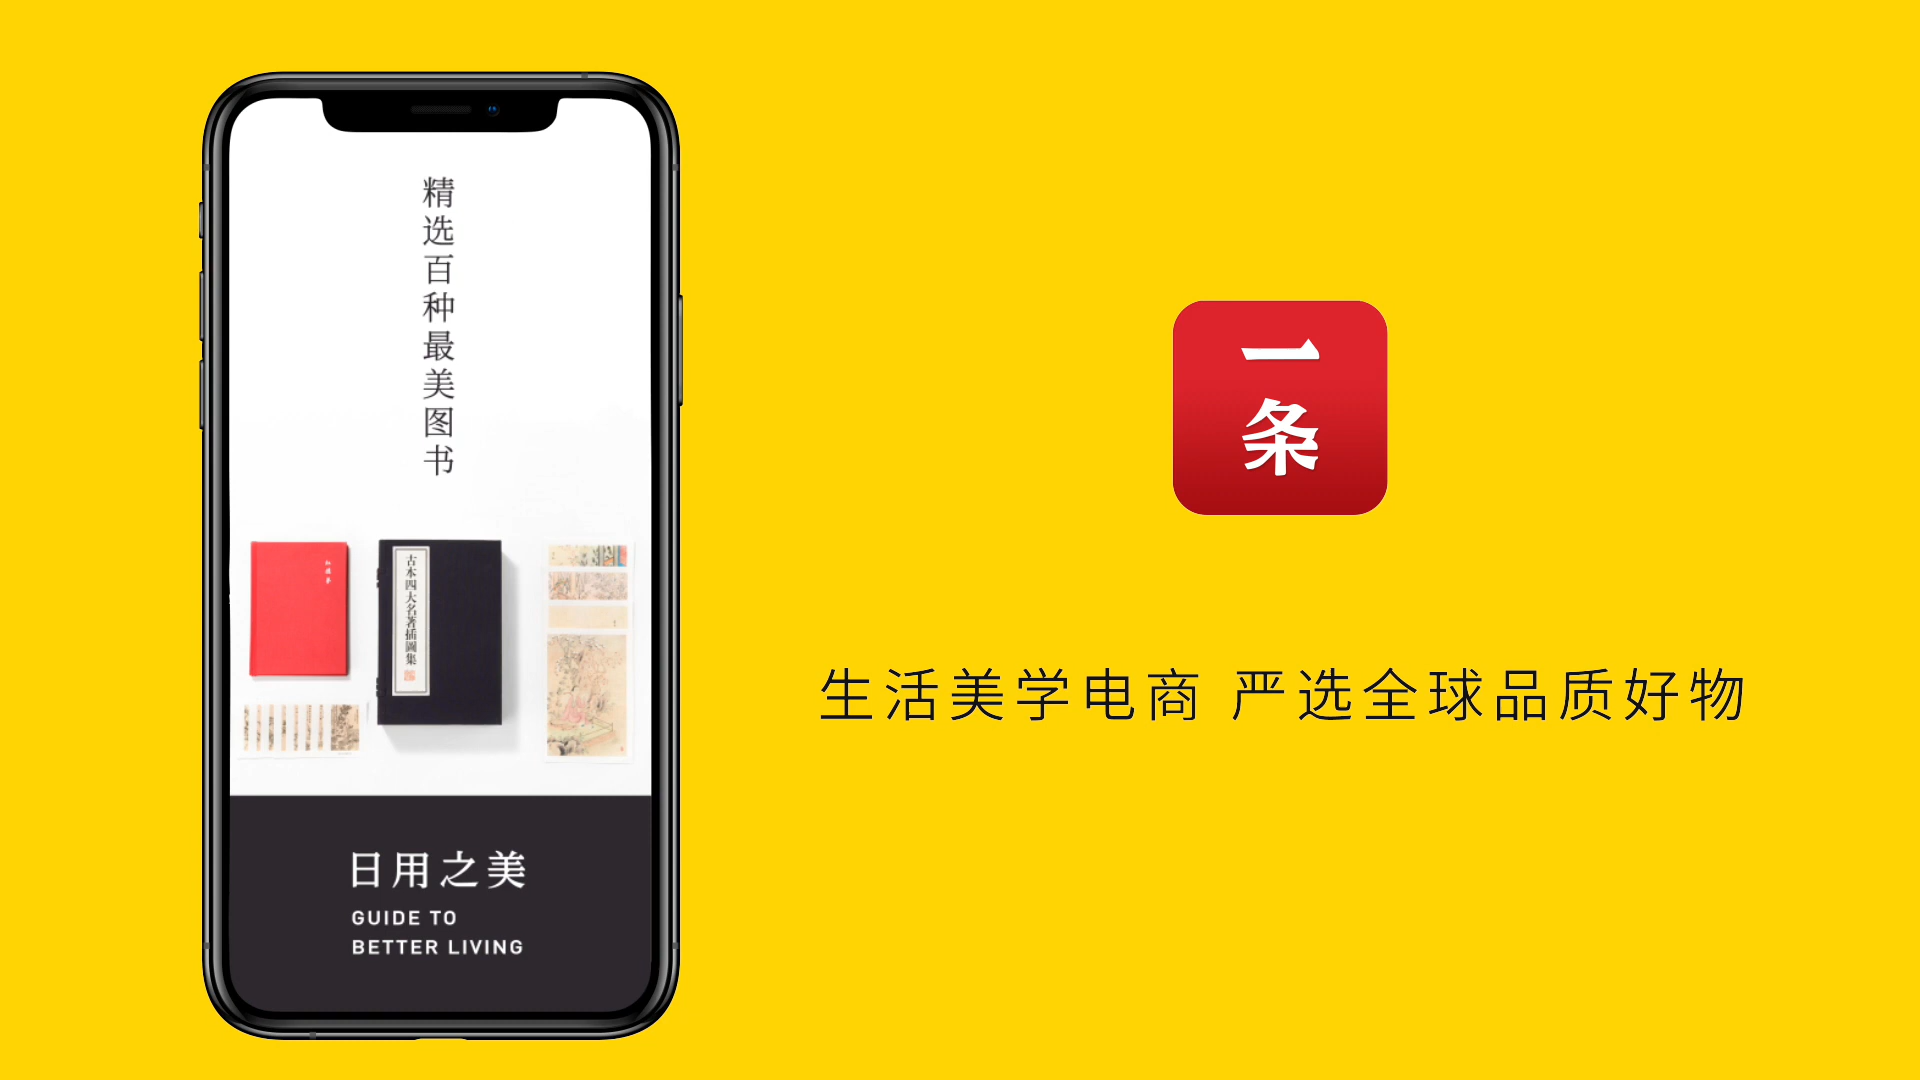 精选百种最美图书
古本四大名著插圖集
日用之美
GUIDE TO
BETTER LIVING
一条
生活美学电商 严选全球品质好物